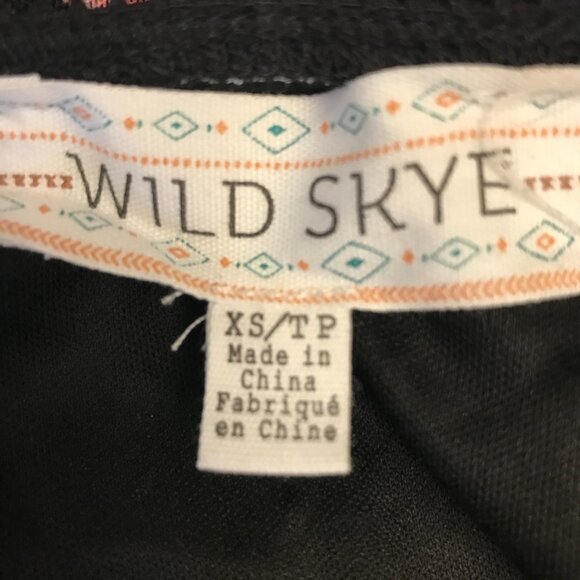 WILD SKYE
XS/TP
Made in
China
Fabriqué
en Chine